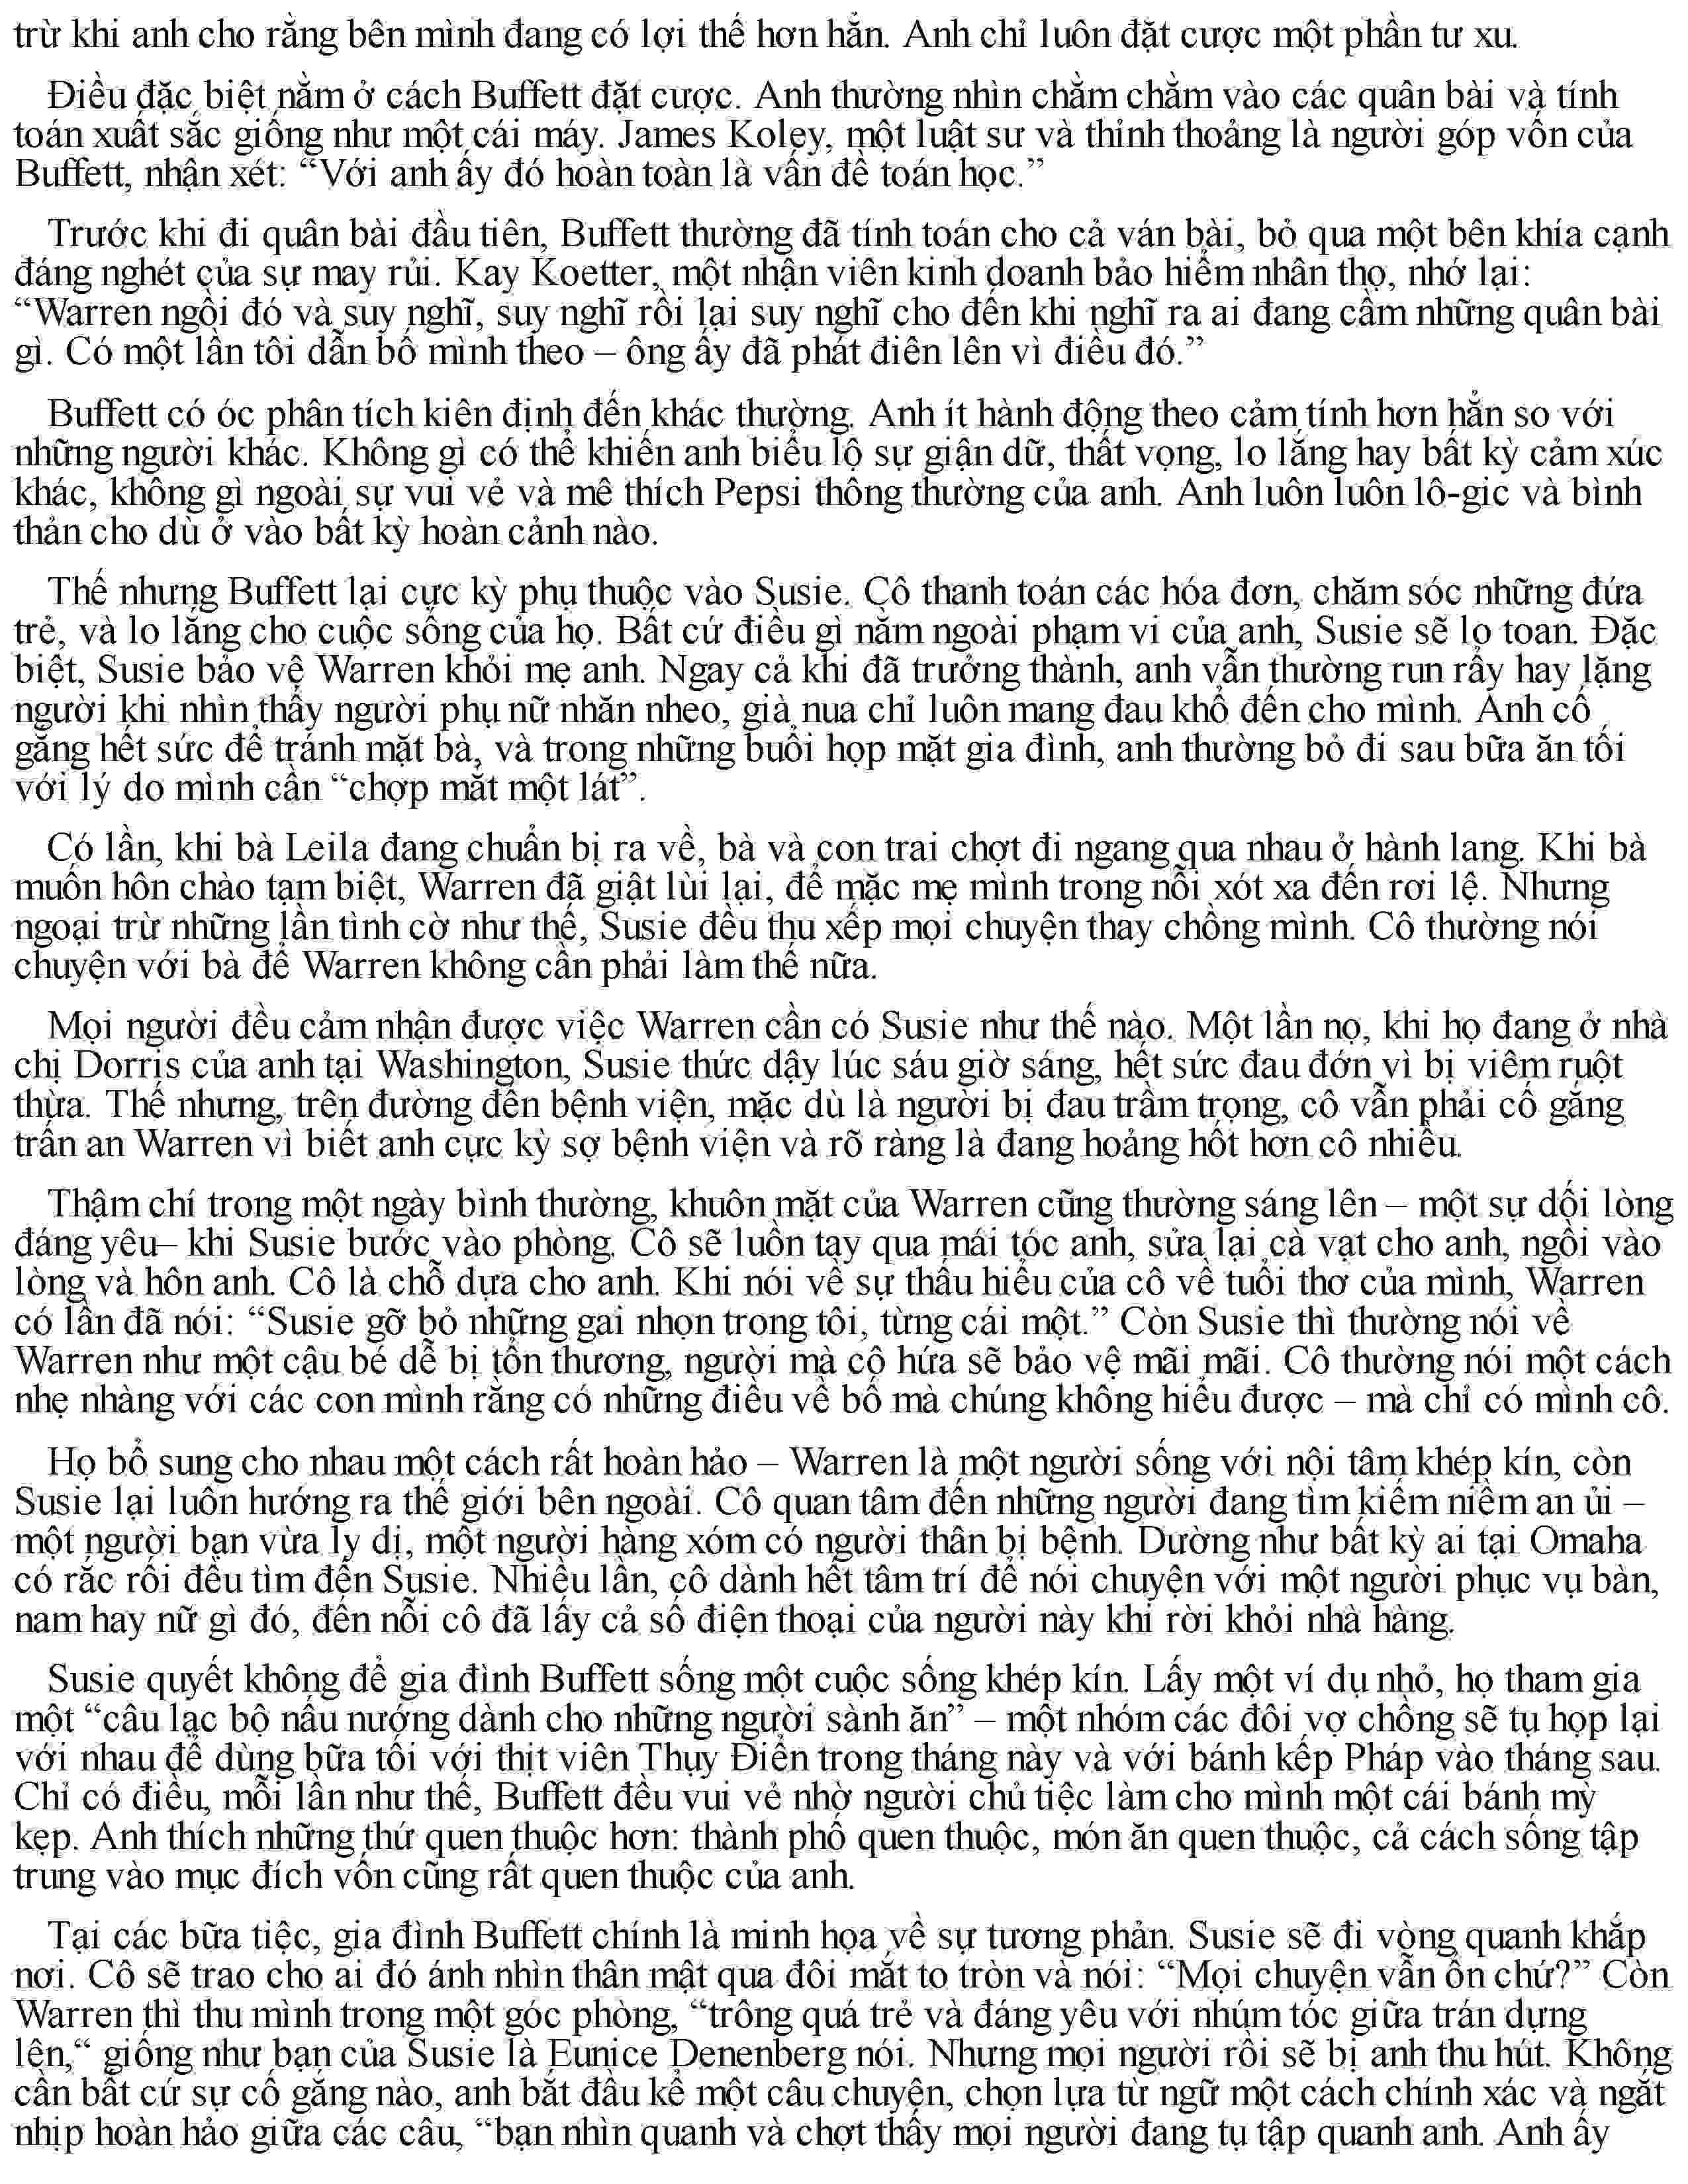 trừ khi anh cho rằng bên mình đang có lợi thế hơn hẳn. Anh chỉ luôn đặt cược một phần tư xu.
Điều đặc biệt nằm ở cách Buffett đặt cược. Anh thường nhìn chằm chằm vào các quân bài và tính
toán xuất sắc giống như một cái máy. James Koley, một luật sư và thỉnh thoảng là người góp vốn của
Buffett, nhận xét: “Với anh ấy đó hoàn toàn là vấn đề toán học.”
Trước khi đi quân bài đầu tiên, Buffett thường đã tính toán cho cả ván bài, bỏ qua một bên khía cạnh
đáng nghét của sự may rủi. Kay Koetter, một nhận viên kinh doanh bảo hiểm nhân thọ, nhớ lại:
“Warren ngồi đó và suy nghĩ, suy nghĩ rồi lại suy nghĩ cho đến khi nghĩ ra ai đang cầm những quân bài
gì. Có một lần tôi dẫn bố mình theo – ông ấy đã phát điên lên vì điều đó.”
Buffett có óc phân tích kiên định đến khác thường. Anh ít hành động theo cảm tính hơn hẳn so với
những người khác. Không gì có thể khiến anh biểu lộ sự giận dữ, thất vọng, lo lắng hay bất kỳ cảm xúc
khác, không gì ngoài sự vui vẻ và mê thích Pepsi thông thường của anh. Anh luôn luôn lô-gic và bình
thản cho dù ở vào bất kỳ hoàn cảnh nào.
Thế nhưng Buffett lại cực kỳ phụ thuộc vào Susie. Cô thanh toán các hóa đơn, chăm sóc những đứa
trẻ, và lo lắng cho cuộc sống của họ. Bất cứ điều gì nằm ngoài phạm vi của anh, Susie sẽ lo toan. Đặc
biệt, Susie bảo vệ Warren khỏi mẹ anh. Ngay cả khi đã trưởng thành, anh vẫn thường run rẩy hay lặng
người khi nhìn thấy người phụ nữ nhăn nheo, già nua chỉ luôn mang đau khổ đến cho mình. Anh cố
gắng hết sức để tránh mặt bà, và trong những buổi họp mặt gia đình, anh thường bỏ đi sau bữa ăn tối
với lý do mình cần “chợp mắt một lát”.
Có lần, khi bà Leila đang chuẩn bị ra về, bà và con trai chợt đi ngang qua nhau ở hành lang. Khi bà
muốn hôn chào tạm biệt, Warren đã giật lùi lại, để mặc mẹ mình trong nỗi xót xa đến rơi lệ. Nhưng
ngoại trừ những lần tình cờ như thế, Susie đều thu xếp mọi chuyện thay chồng mình. Cô thường nói
chuyện với bà để Warren không cần phải làm thế nữa.
Mọi người đều cảm nhận được việc Warren cần có Susie như thế nào. Một lần nọ, khi họ đang ở nhà
chị Dorris của anh tại Washington, Susie thức dậy lúc sáu giờ sáng, hết sức đau đớn vì bị viêm ruột
thừa. Thế nhưng, trên đường đến bệnh viện, mặc dù là người bị đau trầm trọng, cô vẫn phải cố gắng
trấn an Warren vì biết anh cực kỳ sợ bệnh viện và rõ ràng là đang hoảng hốt hơn cô nhiều.
Thậm chí trong một ngày bình thường, khuôn mặt của Warren cũng thường sáng lên – một sự dối lòng
đáng yêu– khi Susie bước vào phòng. Cô sẽ luồn tay qua mái tóc anh, sửa lại cà vạt cho anh, ngồi vào
lòng và hôn anh. Cô là chỗ dựa cho anh. Khi nói về sự thấu hiểu của cô về tuổi thơ của mình, Warren
có lần đã nói: “Susie gỡ bỏ những gai nhọn trong tôi, từng cái một.” Còn Susie thì thường nói về
Warren như một cậu bé dễ bị tổn thương, người mà cô hứa sẽ bảo vệ mãi mãi. Cô thường nói một cách
nhẹ nhàng với các con mình rằng có những điều về bố mà chúng không hiểu được – mà chỉ có mình cô.
Họ bổ sung cho nhau một cách rất hoàn hảo – Warren là một người sống với nội tâm khép kín, còn
Susie lại luôn hướng ra thế giới bên ngoài. Cô quan tâm đến những người đang tìm kiếm niềm an ủi –
một người bạn vừa ly dị, một người hàng xóm có người thân bị bệnh. Dường như bất kỳ ai tại Omaha
có rắc rối đều tìm đến Susie. Nhiều lần, cô dành hết tâm trí để nói chuyện với một người phục vụ bàn,
nam hay nữ gì đó, đến nỗi cô đã lấy cả số điện thoại của người này khi rời khỏi nhà hàng.
Susie quyết không để gia đình Buffett sống một cuộc sống khép kín. Lấy một ví dụ nhỏ, họ tham gia
một “câu lạc bộ nấu nướng dành cho những người sành ăn” – một nhóm các đôi vợ chồng sẽ tụ họp lại
với nhau để dùng bữa tối với thịt viên Thụy Điển trong tháng này và với bánh kếp Pháp vào tháng sau.
Chỉ có điều, mỗi lần như thế, Buffett đều vui vẻ nhờ người chủ tiệc làm cho mình một cái bánh mỳ
kẹp. Anh thích những thứ quen thuộc hơn: thành phố quen thuộc, món ăn quen thuộc, cả cách sống tập
trung vào mục đích vốn cũng rất quen thuộc của anh.
Tại các bữa tiệc, gia đình Buffett chính là minh họa về sự tương phản. Susie sẽ đi vòng quanh khắp
nơi. Cô sẽ trao cho ai đó ánh nhìn thân mật qua đôi mắt to tròn và nói: “Mọi chuyện vẫn ổn chứ?” Còn
Warren thì thu mình trong một góc phòng, “trông quá trẻ và đáng yêu với nhúm tóc giữa trán dựng
lên,“ giống như bạn của Susie là Eunice Denenberg nói. Nhưng mọi người rồi sẽ bị anh thu hút. Không
cần bất cứ sự cố gắng nào, anh bắt đầu kể một câu chuyện, chọn lựa từ ngữ một cách chính xác và ngắt
nhịp hoàn hảo giữa các câu, “bạn nhìn quanh và chợt thấy mọi người đang tụ tập quanh anh. Anh ấy